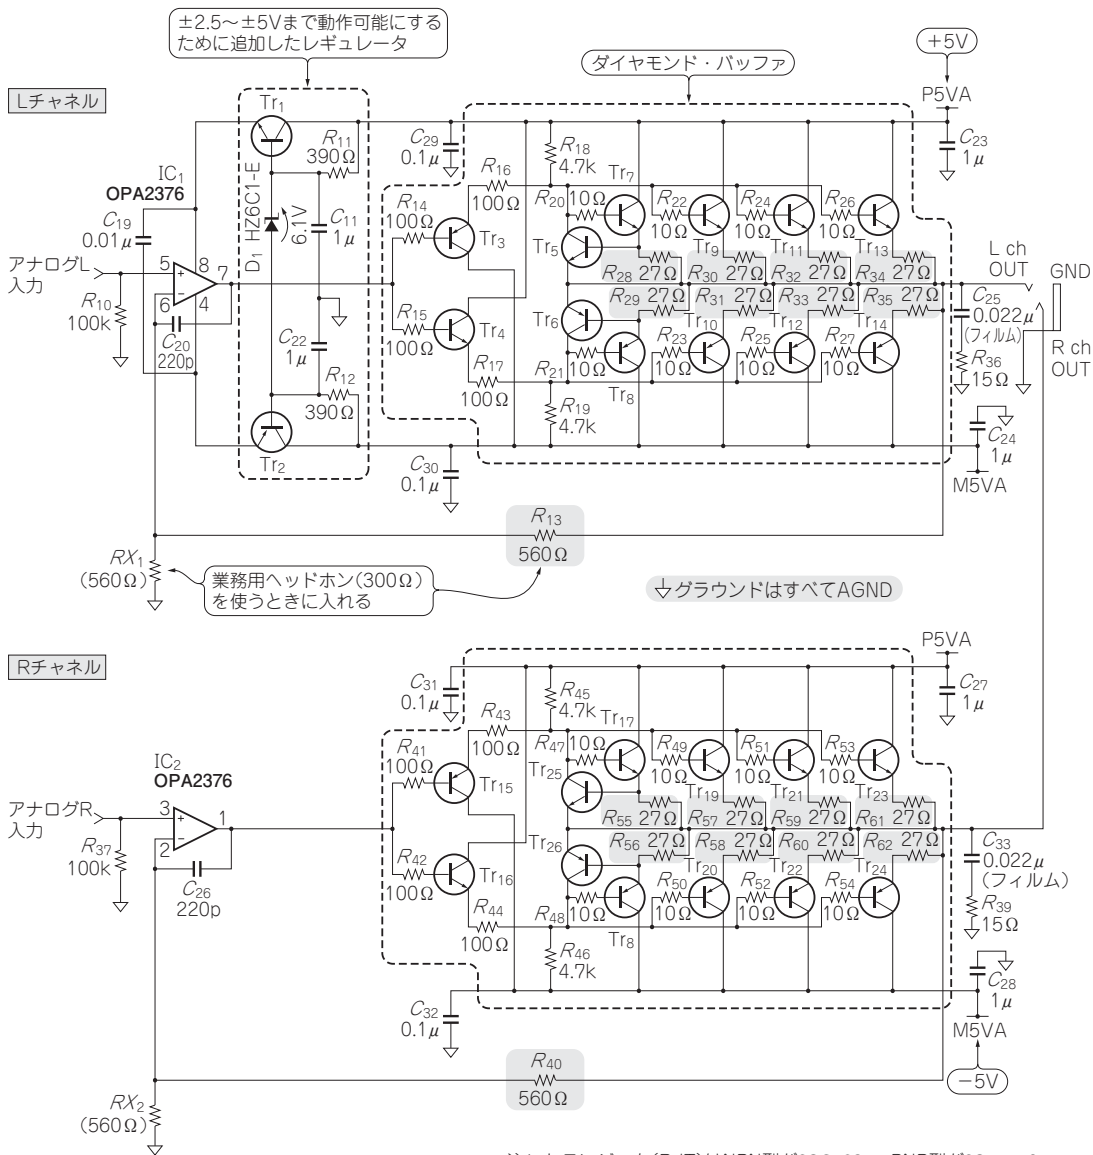 ±2.5～±5Vまで動作可能にする
ために追加したレギュレータ
ダイヤモンド・バッファ
＋5V
Lチャネル
P5VA
Tr1
R11
390Ω
C29
0.1μ
R18
4.7k
C23
1μ
IC1
OPA2376
C19
0.01μ
D1 HZ6C1-E
6.1V
C11
1μ
R14
100Ω
R16
100Ω
Tr3
Tr7
R20
10Ω
R22
10Ω
R24
10Ω
R26
10Ω
Tr5
Tr9
Tr11
Tr13
アナログL
入力
5
6
8
4
7
R10
100k
C20
220p
R28 27Ω
R30 27Ω
R32 27Ω
R34 27Ω
R29 27Ω
R31 27Ω
R33 27Ω
R35 27Ω
L ch
OUT
GND
C25
0.022μ
(フィルム)
R36
15Ω
R ch
OUT
C22
1μ
R12
390Ω
R15
100Ω
Tr4
R17
100Ω
Tr6
Tr10
Tr12
Tr14
R21
10Ω
R23
10Ω
R25
10Ω
R27
10Ω
Tr8
R19
4.7k
Tr2
C30
0.1μ
C24
1μ
M5VA
R13
560Ω
RX1
(560Ω)
業務用ヘッドホン(300Ω)
を使うときに入れる
グラウンドはすべてAGND
Rチャネル
P5VA
C31
0.1μ
R45
4.7k
C27
1μ
R43
100Ω
Tr17
R41
100Ω
R47
10Ω
R49
10Ω
R51
10Ω
R53
10Ω
IC2
OPA2376
Tr15
Tr25
Tr19
Tr21
Tr23
アナログR
入力
3
2
1
R37
100k
C26
220p
R55 27Ω
R57 27Ω
R59 27Ω
R61 27Ω
R56 27Ω
R58 27Ω
R60 27Ω
R62 27Ω
C33
0.022μ
(フィルム)
R39
15Ω
R42
100Ω
Tr16
R44
100Ω
Tr26
Tr20
Tr22
Tr24
R48
10Ω
R50
10Ω
R52
10Ω
R54
10Ω
Tr8
R46
4.7k
C32
0.1μ
C28
1μ
M5VA
－5V
R40
560Ω
RX2
(560Ω)